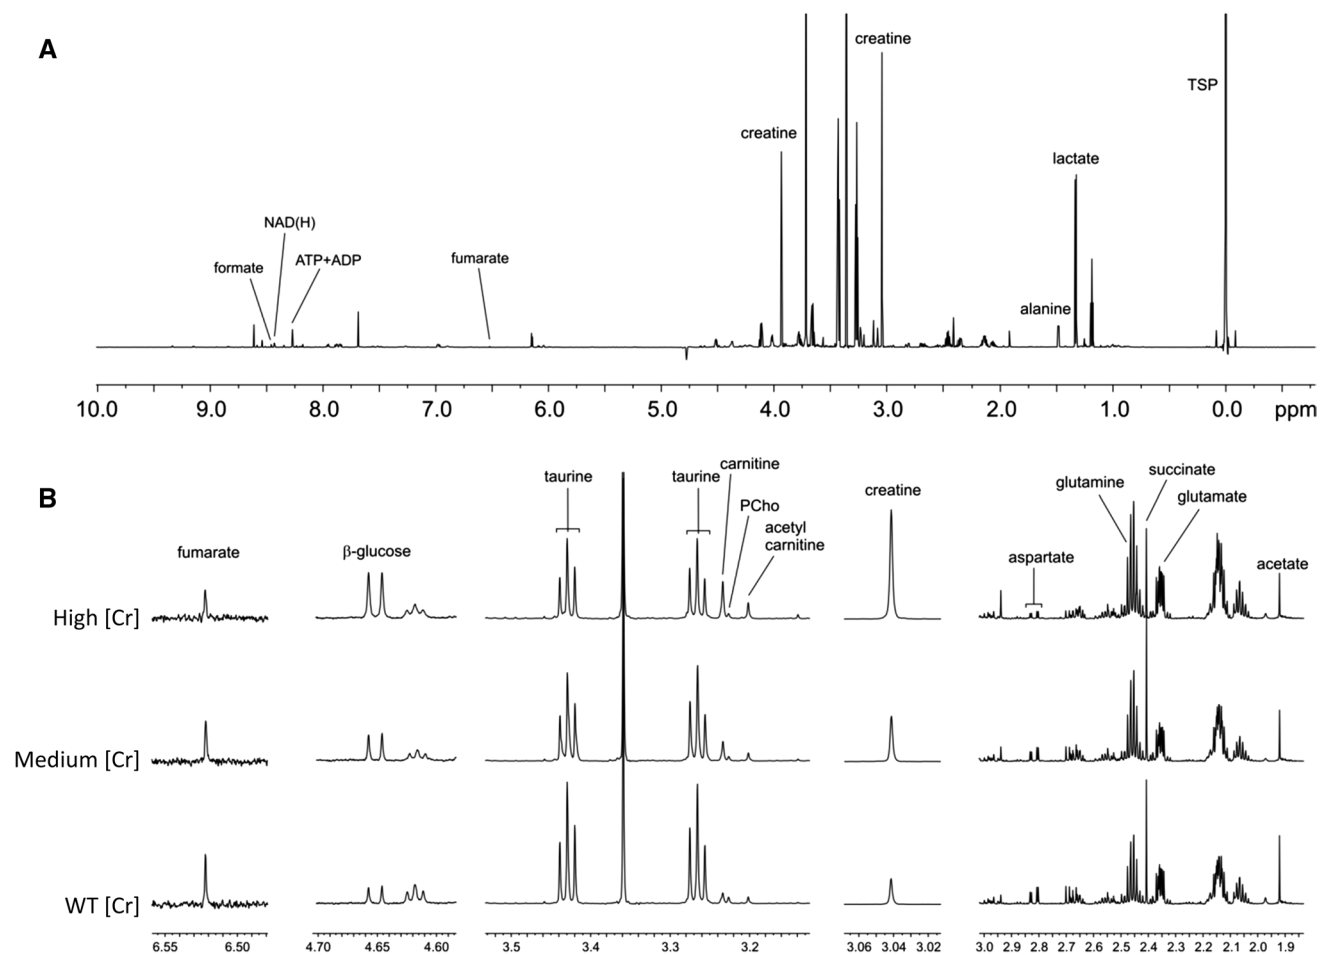 A
creatine
TSP
creatine
lactate
NAD(H)
ATP+ADP
formate
fumarate
alanine
10.0 9.0 8.0 7.0 6.0 5.0 4.0 3.0 2.0 1.0 0.0 ppm
B
taurine
taurine
carnitine
PCho
acetyl
carnitine
creatine
glutamine
succinate
glutamate
fumarate
β-glucose
aspartate
acetate
High [Cr]
Medium [Cr]
WT [Cr]
6.55 6.50 4.70 4.65 4.60 3.5 3.4 3.3 3.2 3.06 3.04 3.02 3.0 2.9 2.8 2.7 2.6 2.5 2.4 2.3 2.2 2.1 2.0 1.9